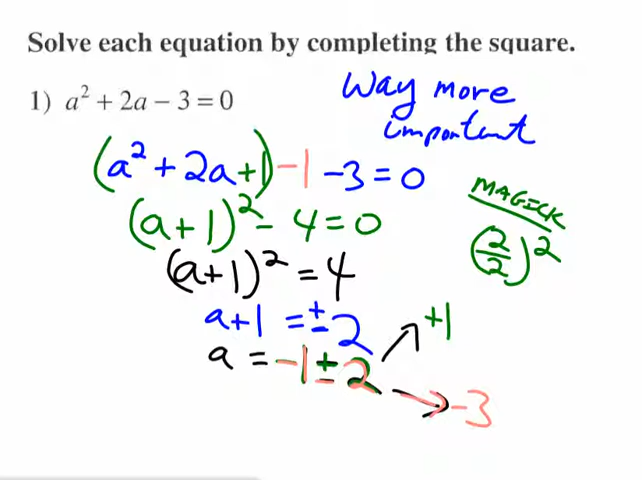 Solve each equation by completing the square.
1) a² + 2a − 3 = 0
Way more
important
(a² + 2a + 1) − 1 − 3 = 0
MAGICK
(a + 1)² − 4 = 0
(2/2)²
(a + 1)² = 4
a + 1 = ± 2
+1
a = −1 ± 2
−3